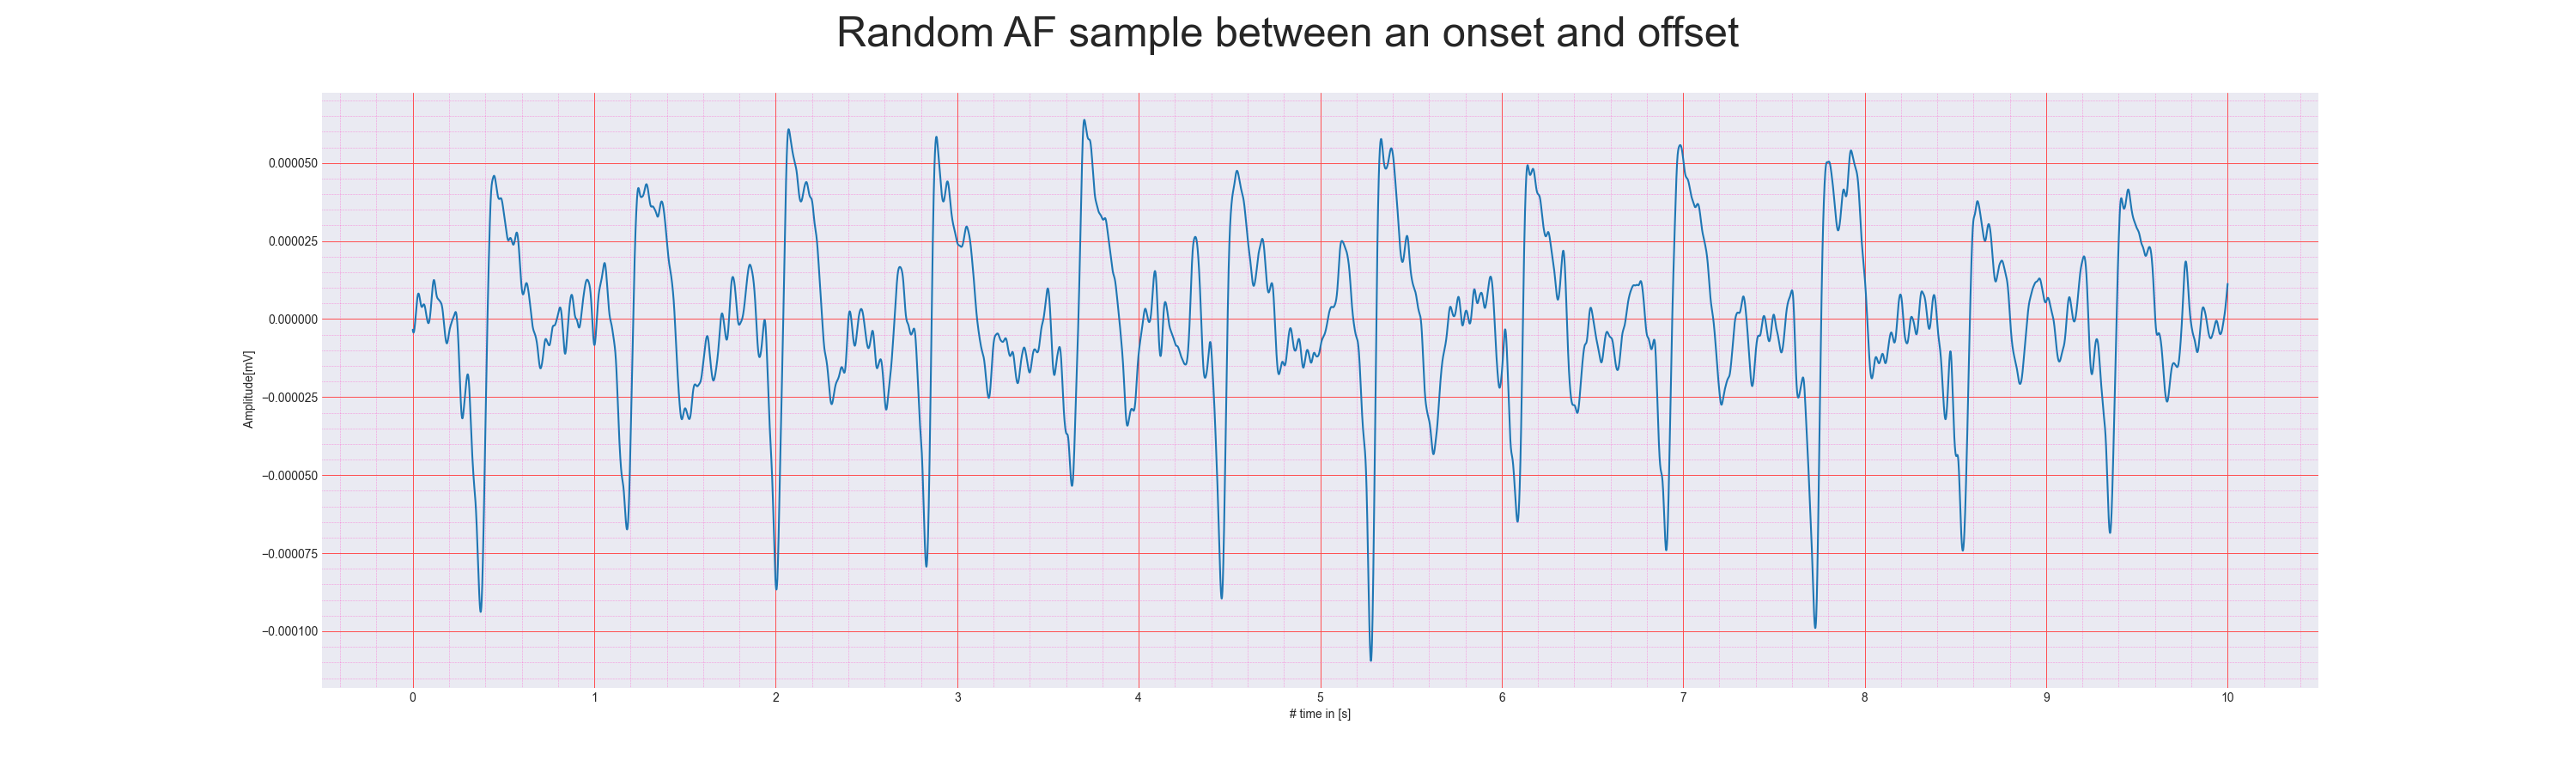 Random AF sample between an onset and offset
0.000050
0.000025
0.000000
−0.000025
−0.000050
−0.000075
−0.000100
Amplitude[mV]
0 1 2 3 4 5 6 7 8 9 10
# time in [s]